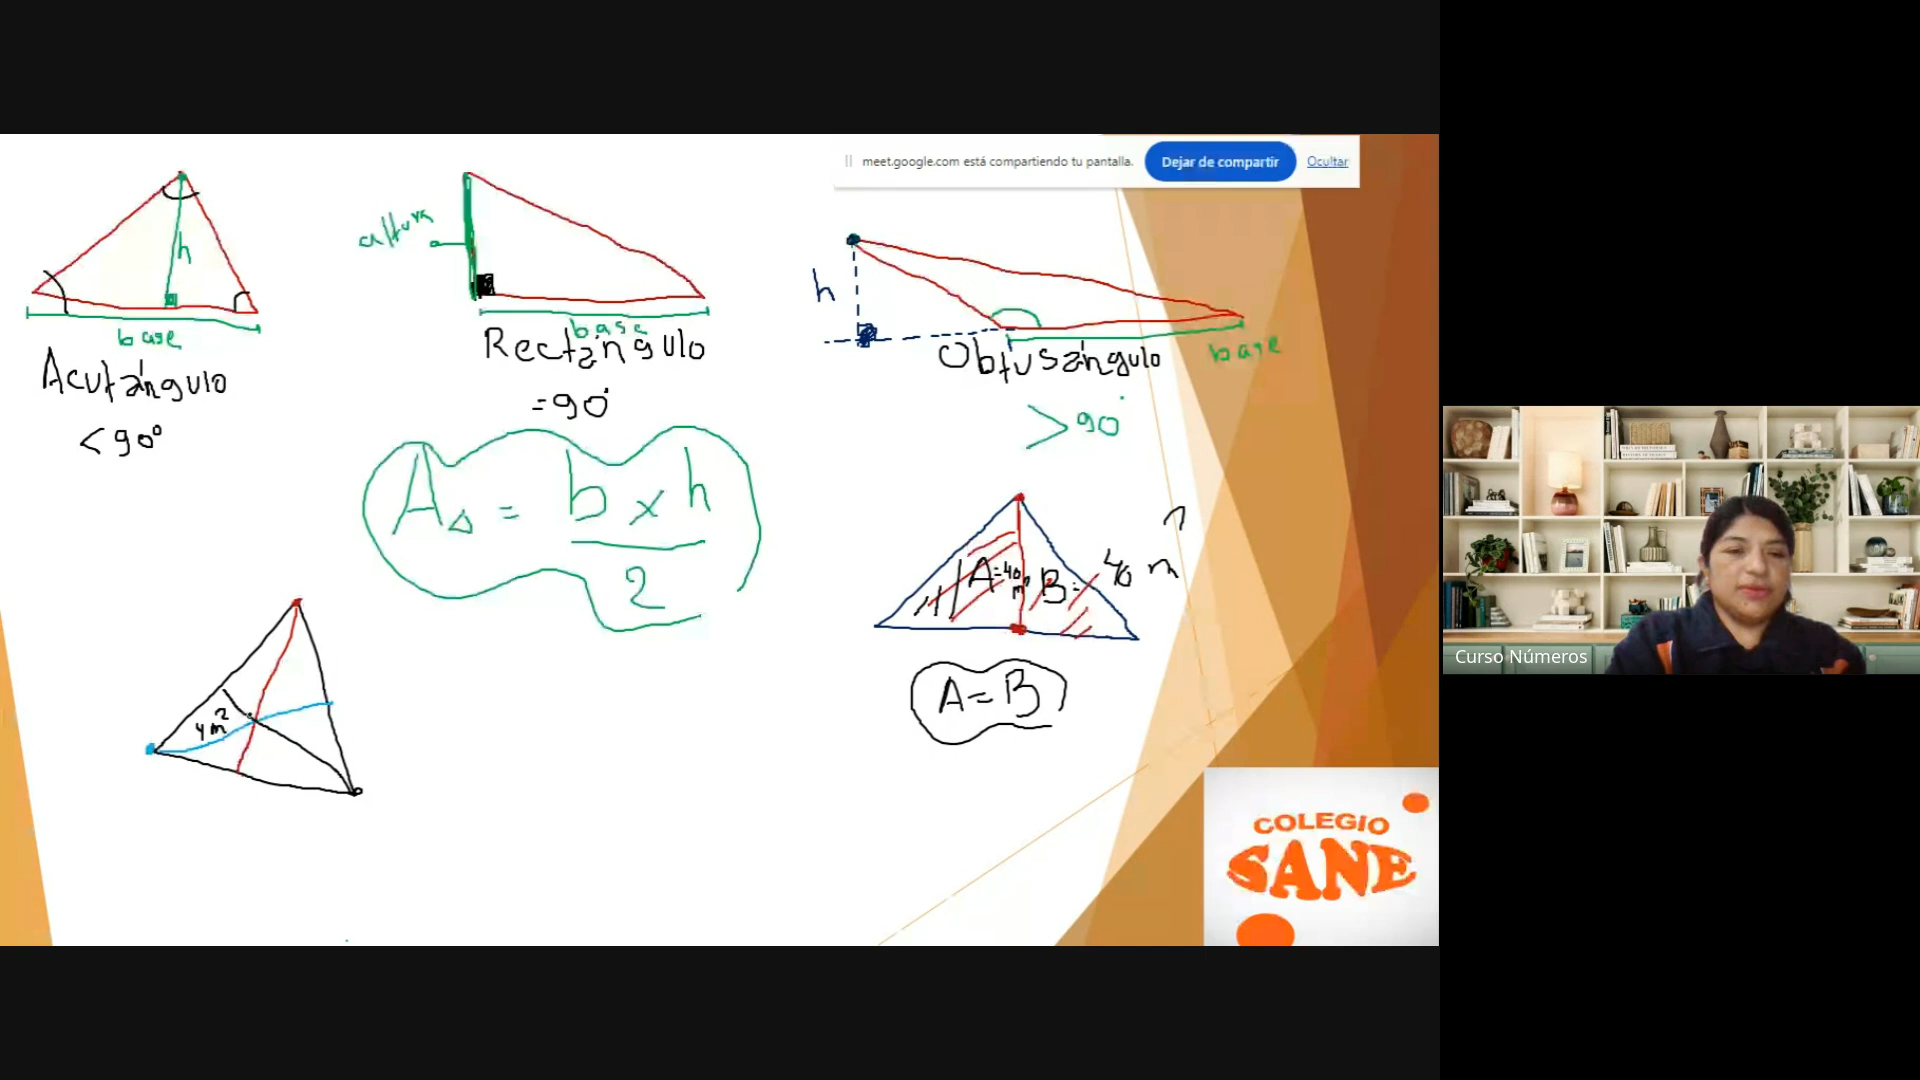 meet.google.com está compartiendo tu pantalla.
Dejar de compartir
Ocultar
h
base
Acutángulo
< 90°
altura
base
Rectángulo
= 90°
h
base
Obtusángulo
> 90°
A△ = b x h
2
A = 40 m
B = 40 m²
A = B
4 m²
COLEGIO
SANE
Curso Números